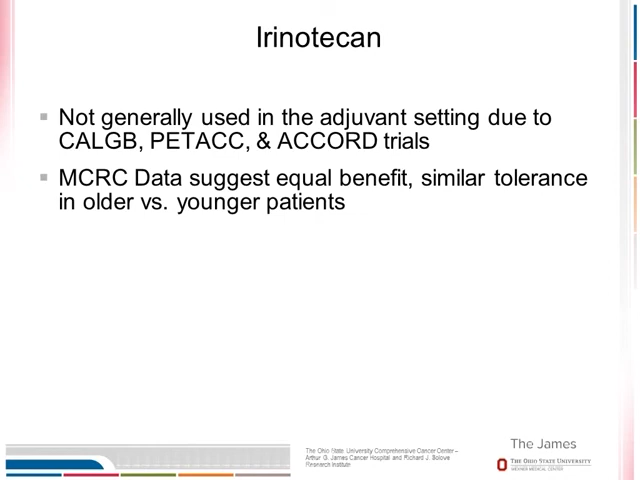 Irinotecan
Not generally used in the adjuvant setting due to
CALGB, PETACC, & ACCORD trials
MCRC Data suggest equal benefit, similar tolerance
in older vs. younger patients
The Ohio State University Comprehensive Cancer Center –
Arthur G. James Cancer Hospital and Richard J. Solove
Research Institute
The James
THE OHIO STATE UNIVERSITY
WEXNER MEDICAL CENTER